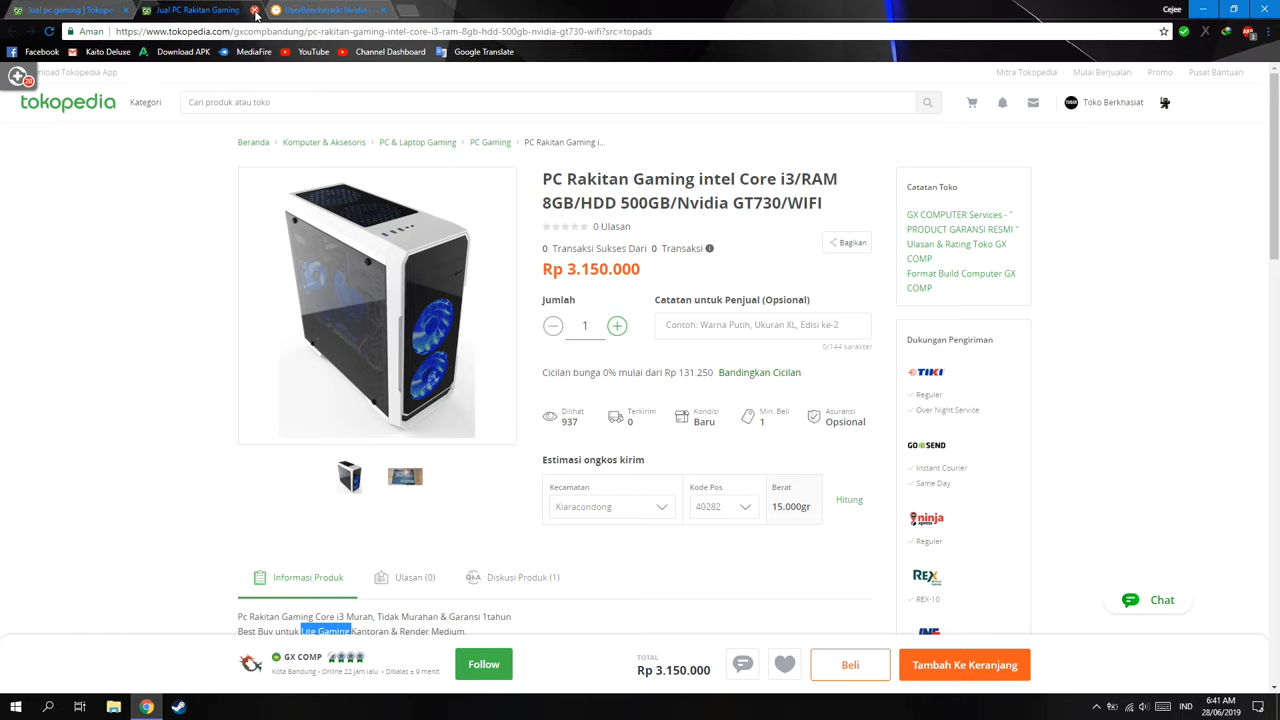 Jual pc gaming | Tokope
Jual PC Rakitan Gaming
UserBenchmark: Nvidia
Cejee
Aman
https://www.tokopedia.com/gxcompbandung/pc-rakitan-gaming-intel-core-i3-ram-8gb-hdd-500gb-nvidia-gt730-wifi?src=topads
Facebook
Kaito Deluxe
Download APK
MediaFire
YouTube
Channel Dashboard
Google Translate
nload Tokopedia App
Mitra Tokopedia
Mulai Berjualan
Promo
Pusat Bantuan
20
tokopedia
Kategori
Cari produk atau toko
Toko Berkhasiat
Beranda > Komputer & Aksesoris > PC & Laptop Gaming > PC Gaming > PC Rakitan Gaming i...
PC Rakitan Gaming intel Core i3/RAM
8GB/HDD 500GB/Nvidia GT730/WIFI
0 Ulasan
0 Transaksi Sukses Dari 0 Transaksi
Bagikan
Rp 3.150.000
Jumlah
Catatan untuk Penjual (Opsional)
1
Contoh: Warna Putih, Ukuran XL, Edisi ke-2
0/144 karakter
Cicilan bunga 0% mulai dari Rp 131.250 Bandingkan Cicilan
Dilihat
937
Terkirim
0
Kondisi
Baru
Min. Beli
1
Asuransi
Opsional
Estimasi ongkos kirim
Kecamatan
Kiaracondong
Kode Pos
40282
Berat
15.000gr
Hitung
Catatan Toko
GX COMPUTER Services - "
PRODUCT GARANSI RESMI "
Ulasan & Rating Toko GX
COMP
Format Build Computer GX
COMP
Dukungan Pengiriman
TIKI
Reguler
Over Night Service
GO SEND
Instant Courier
Same Day
ninja
xpress
Reguler
REX
REX-10
Chat
Informasi Produk
Ulasan (0)
Q&A
Diskusi Produk (1)
Pc Rakitan Gaming Core i3 Murah, Tidak Murahan & Garansi 1tahun
Best Buy untuk Lite Gaming Kantoran & Render Medium.
GX COMP
Kota Bandung • Online 22 jam lalu • Dibalas ± 9 menit
Follow
TOTAL
Rp 3.150.000
Beli
Tambah Ke Keranjang
IND
6:41 AM
28/06/2019